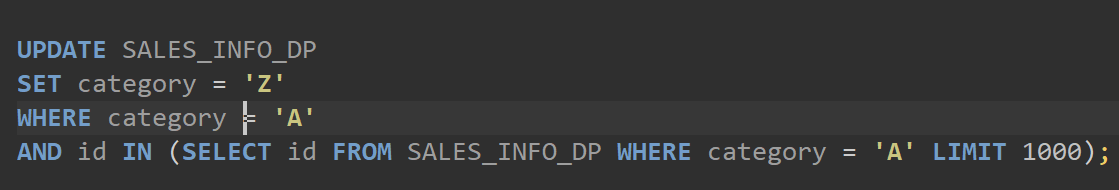 UPDATE SALES_INFO_DP
SET category = 'Z'
WHERE category = 'A'
AND id IN (SELECT id FROM SALES_INFO_DP WHERE category = 'A' LIMIT 1000);